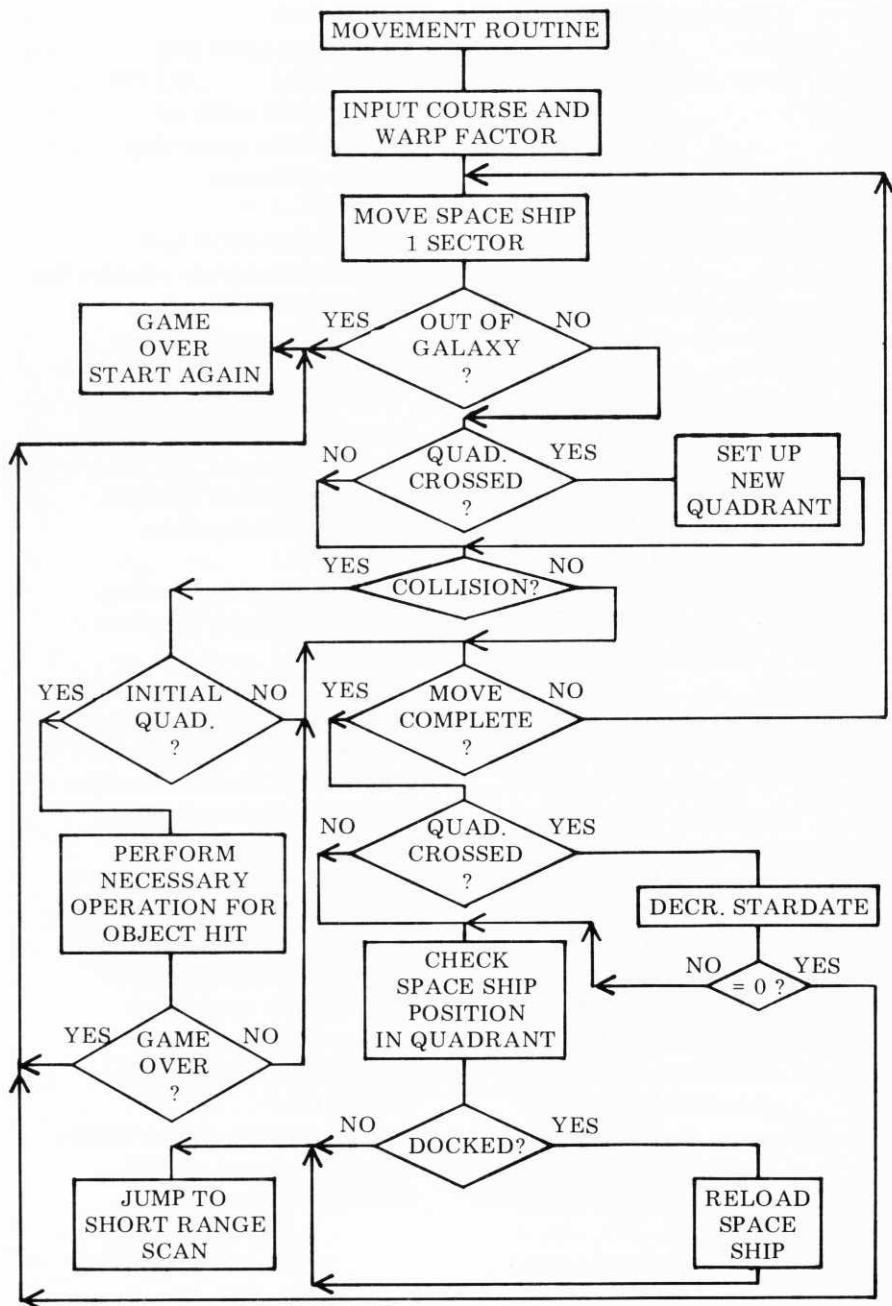 MOVEMENT ROUTINE
INPUT COURSE AND
WARP FACTOR
MOVE SPACE SHIP
1 SECTOR
GAME
OVER
START AGAIN
YES
OUT OF
GALAXY
?
NO
NO
QUAD.
CROSSED
?
YES
SET UP
NEW
QUADRANT
YES
COLLISION?
NO
YES
INITIAL
QUAD.
?
NO
YES
MOVE
COMPLETE
?
NO
PERFORM
NECESSARY
OPERATION FOR
OBJECT HIT
NO
QUAD.
CROSSED
?
YES
DECR. STARDATE
NO
= 0 ?
YES
CHECK
SPACE SHIP
POSITION
IN QUADRANT
YES
GAME
OVER
?
NO
NO
DOCKED?
YES
JUMP TO
SHORT RANGE
SCAN
RELOAD
SPACE
SHIP